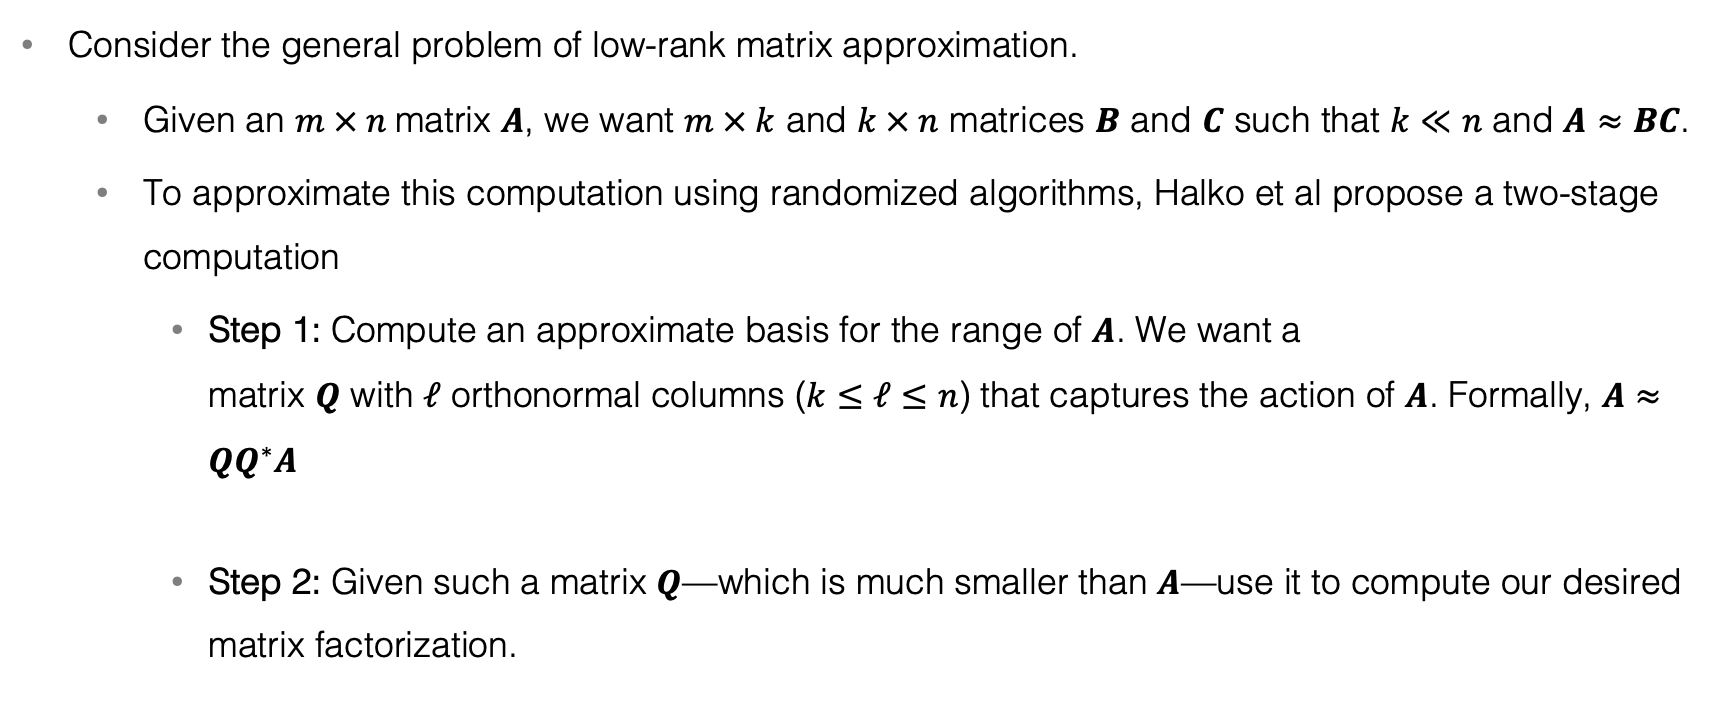 • Consider the general problem of low-rank matrix approximation.
• Given an m × n matrix A, we want m × k and k × n matrices B and C such that k ≪ n and A ≈ BC.
• To approximate this computation using randomized algorithms, Halko et al propose a two-stage
computation
• Step 1: Compute an approximate basis for the range of A. We want a
matrix Q with ℓ orthonormal columns (k ≤ ℓ ≤ n) that captures the action of A. Formally, A ≈
QQ*A
• Step 2: Given such a matrix Q—which is much smaller than A—use it to compute our desired
matrix factorization.